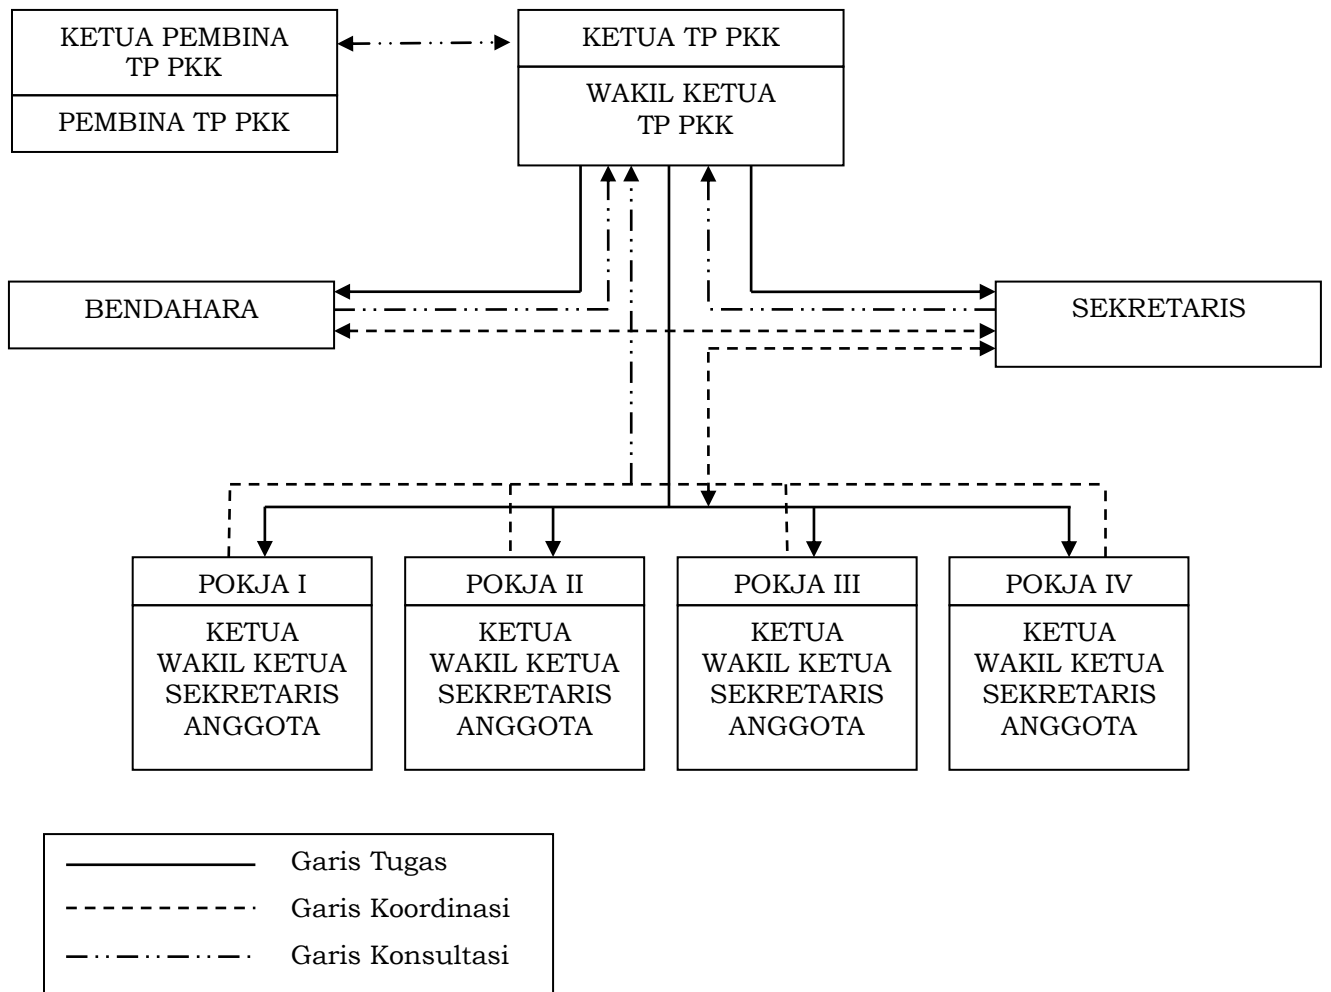 KETUA PEMBINA
TP PKK
PEMBINA TP PKK
KETUA TP PKK
WAKIL KETUA
TP PKK
BENDAHARA
SEKRETARIS
POKJA I
KETUA
WAKIL KETUA
SEKRETARIS
ANGGOTA
POKJA II
KETUA
WAKIL KETUA
SEKRETARIS
ANGGOTA
POKJA III
KETUA
WAKIL KETUA
SEKRETARIS
ANGGOTA
POKJA IV
KETUA
WAKIL KETUA
SEKRETARIS
ANGGOTA
Garis Tugas
Garis Koordinasi
Garis Konsultasi